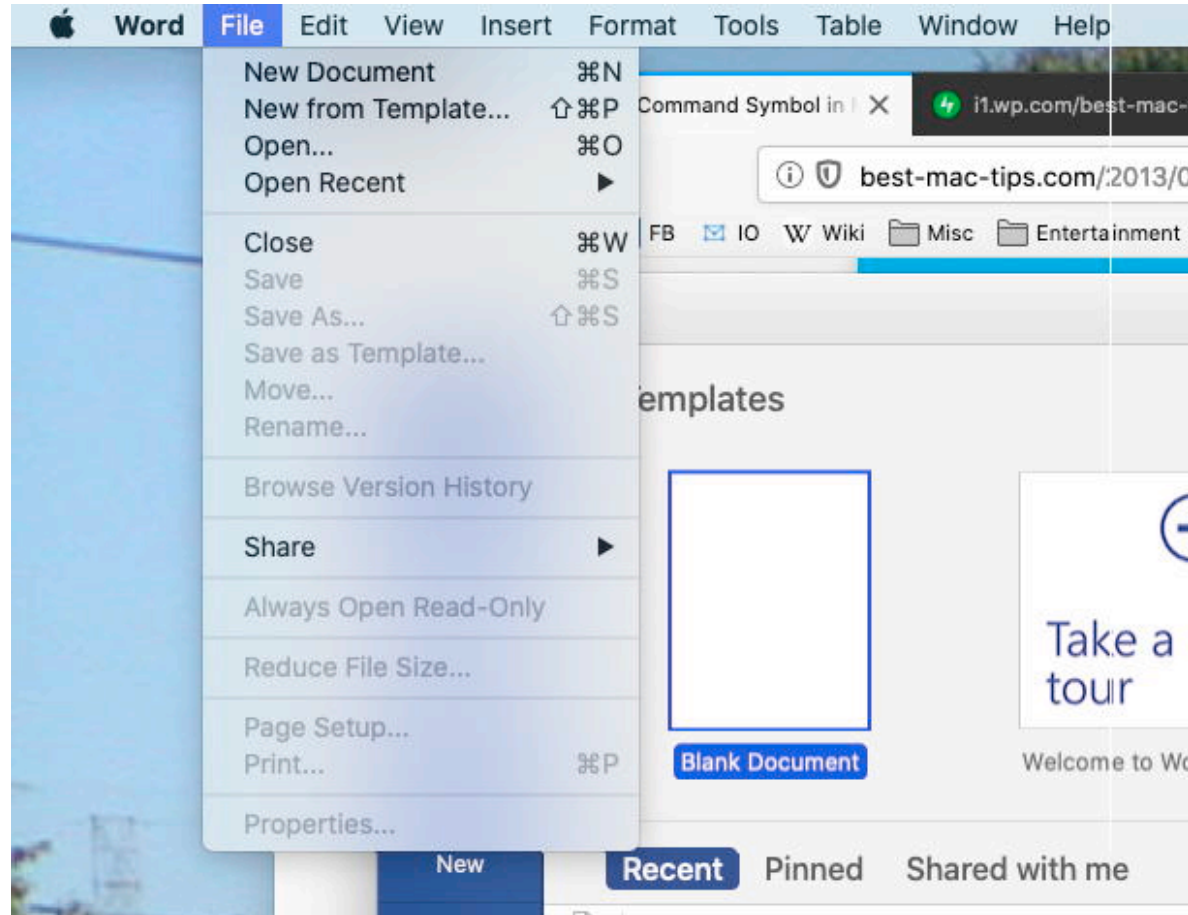 Word File Edit View Insert Format Tools Table Window Help
New Document ⌘N
New from Template... ⇧⌘P
Open... ⌘O
Open Recent ▶
Close ⌘W
Save ⌘S
Save As... ⇧⌘S
Save as Template...
Move...
Rename...
Browse Version History
Share ▶
Always Open Read-Only
Reduce File Size...
Page Setup...
Print... ⌘P
Properties...
Command Symbol in
i1.wp.com/best-mac-
best-mac-tips.com/2013/0
FB IO W Wiki Misc Entertainment
emplates
Take a
tour
Blank Document
Welcome to Wo
New
Recent Pinned Shared with me